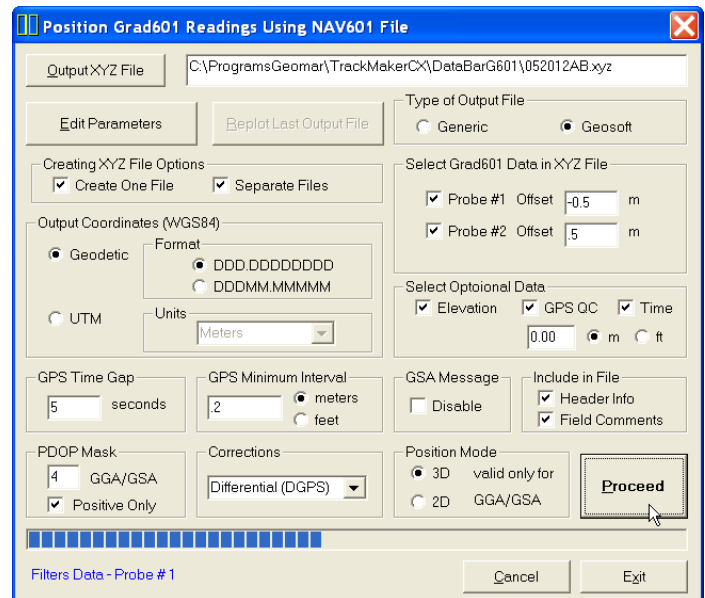 Position Grad601 Readings Using NAV601 File
Output XYZ File C:\ProgramsGeomar\TrackMakerCX\DataBarG601\052012AB.xyz
Edit Parameters Replot Last Output File
Type of Output File
Generic Geosoft
Creating XYZ File Options
Create One File Separate Files
Select Grad601 Data in XYZ File
Probe #1 Offset -0.5 m
Probe #2 Offset .5 m
Output Coordinates (WGS84)
Geodetic
Format
DDD.DDDDDDDD
DDDMM.MMMMM
UTM
Units
Meters
Select Optoional Data
Elevation GPS QC Time
0.00 m ft
GPS Time Gap
5 seconds
GPS Minimum Interval
.2 meters
feet
GSA Message
Disable
Include in File
Header Info
Field Comments
PDOP Mask
4 GGA/GSA
Positive Only
Corrections
Differential (DGPS)
Position Mode
3D valid only for
2D GGA/GSA
Proceed
Filters Data - Probe # 1
Cancel Exit